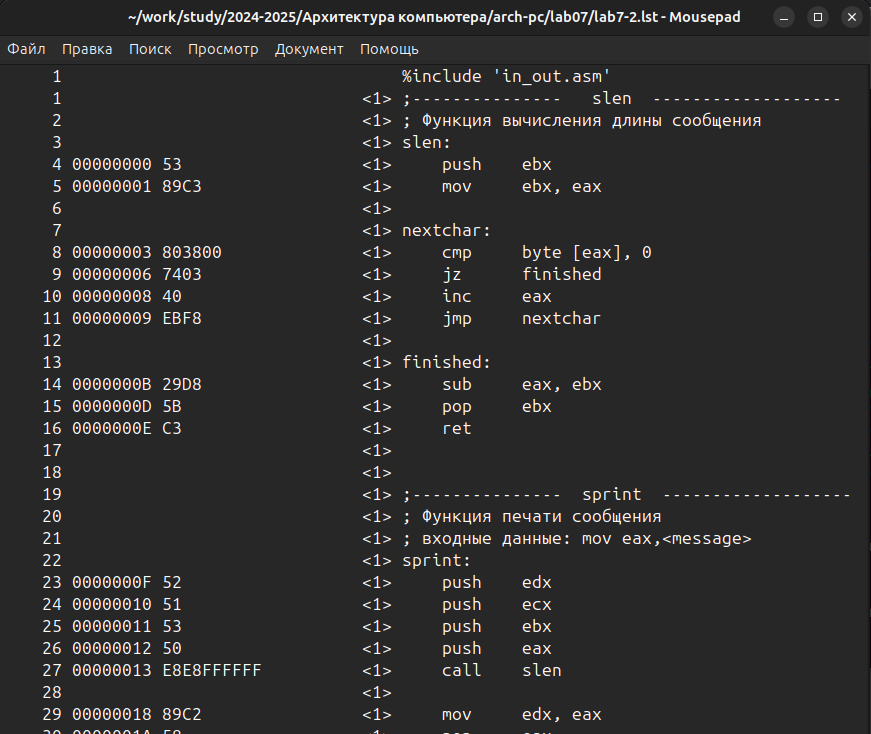 ~/work/study/2024-2025/Архитектура компьютера/arch-pc/lab07/lab7-2.lst - Mousepad
Файл Правка Поиск Просмотр Документ Помощь
1 %include 'in_out.asm'
1 <1> ;--------------- slen -------------------
2 <1> ; Функция вычисления длины сообщения
3 <1> slen:
4 00000000 53 <1> push ebx
5 00000001 89C3 <1> mov ebx, eax
6 <1>
7 <1> nextchar:
8 00000003 803800 <1> cmp byte [eax], 0
9 00000006 7403 <1> jz finished
10 00000008 40 <1> inc eax
11 00000009 EBF8 <1> jmp nextchar
12 <1>
13 <1> finished:
14 0000000B 29D8 <1> sub eax, ebx
15 0000000D 5B <1> pop ebx
16 0000000E C3 <1> ret
17 <1>
18 <1>
19 <1> ;--------------- sprint -------------------
20 <1> ; Функция печати сообщения
21 <1> ; входные данные: mov eax,<message>
22 <1> sprint:
23 0000000F 52 <1> push edx
24 00000010 51 <1> push ecx
25 00000011 53 <1> push ebx
26 00000012 50 <1> push eax
27 00000013 E8E8FFFFFF <1> call slen
28 <1>
29 00000018 89C2 <1> mov edx, eax